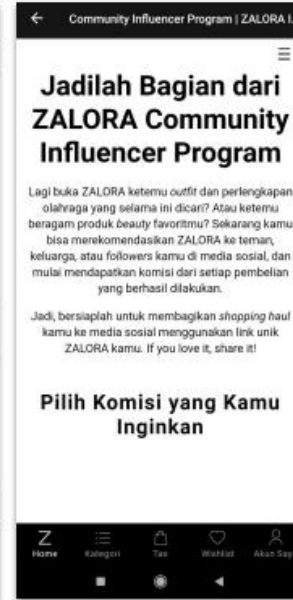 Community Influencer Program | ZALORA I.
Jadilah Bagian dari
ZALORA Community
Influencer Program
Lagi buka ZALORA ketemu outfit dan perlengkapan
olahraga yang selama ini dicari? Atau ketemu
beragam produk beauty favoritmu? Sekarang kamu
bisa merekomendasikan ZALORA ke teman,
keluarga, atau followers kamu di media sosial, dan
mulai mendapatkan komisi dari setiap pembelian
yang berhasil dilakukan.
Jadi, bersiaplah untuk membagikan shopping haul
kamu ke media sosial menggunakan link unik
ZALORA kamu. If you love it, share it!
Pilih Komisi yang Kamu
Inginkan
Z
Home Kategori Tas Wishlist Akun Say